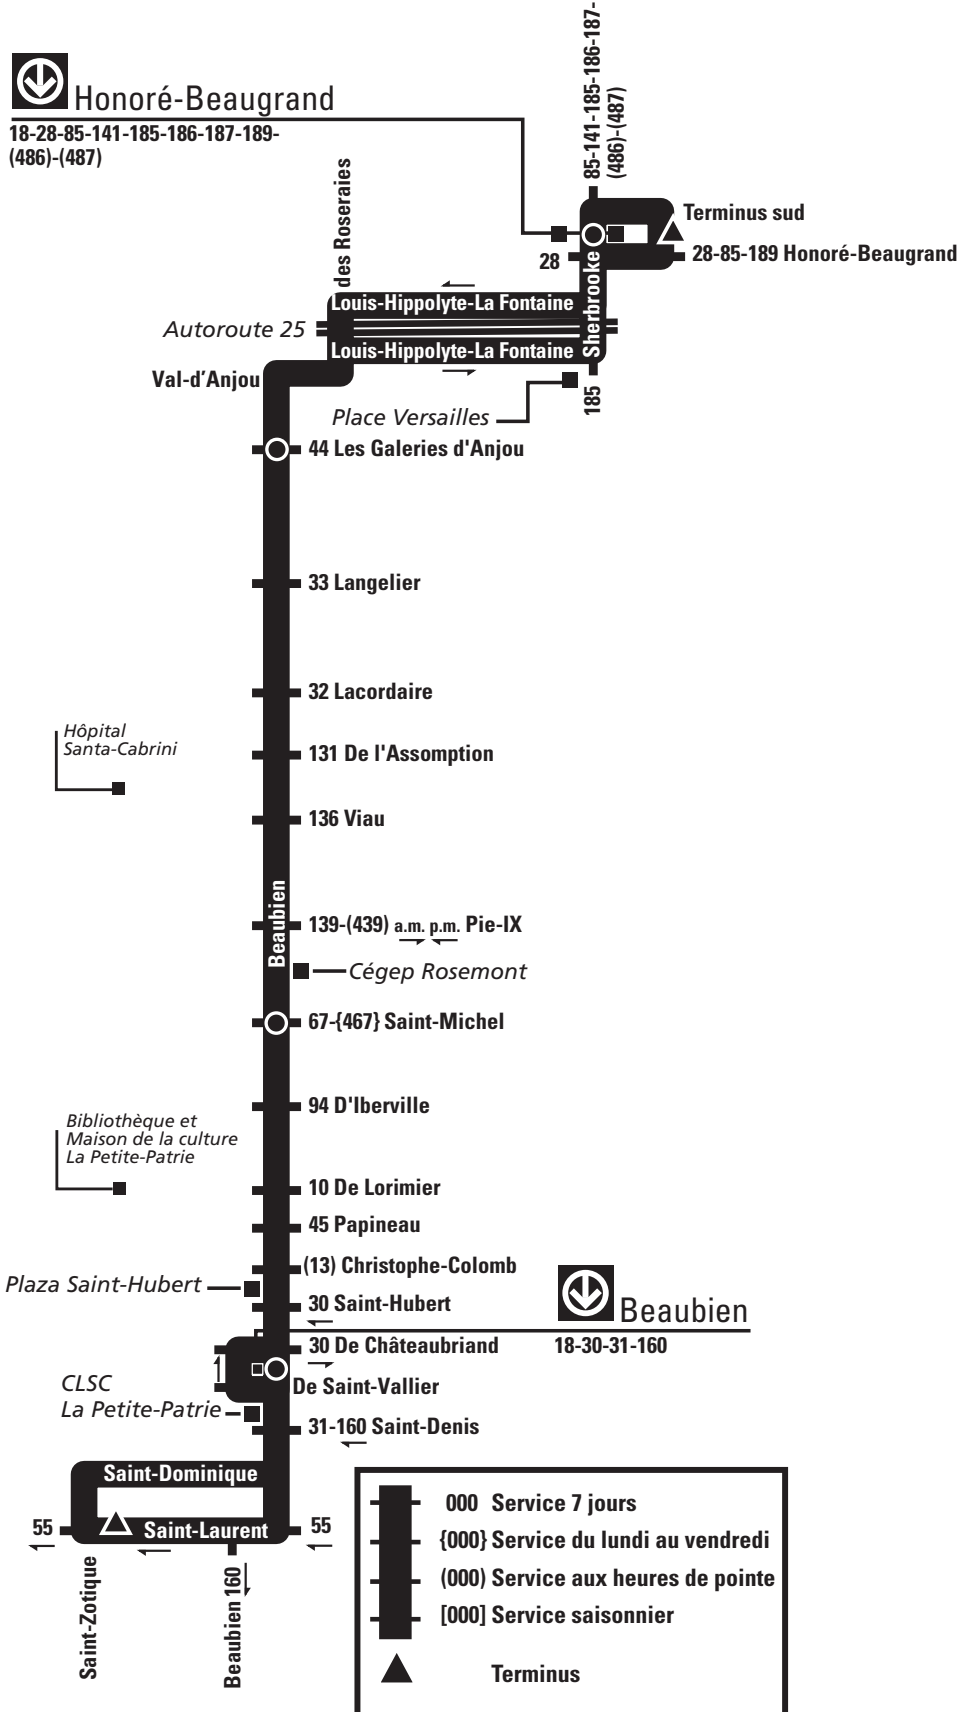 85-141-185-186-187-
(486)-(487)
Honoré-Beaugrand
18-28-85-141-185-186-187-189-
(486)-(487)
des Roseraies
Terminus sud
28
28-85-189 Honoré-Beaugrand
Sherbrooke
Louis-Hippolyte-La Fontaine
Autoroute 25
Louis-Hippolyte-La Fontaine
Val-d'Anjou
185
Place Versailles
44 Les Galeries d'Anjou
33 Langelier
32 Lacordaire
Hôpital
Santa-Cabrini
131 De l'Assomption
136 Viau
Beaubien
139-(439) a.m. p.m. Pie-IX
Cégep Rosemont
67-{467} Saint-Michel
94 D'Iberville
Bibliothèque et
Maison de la culture
La Petite-Patrie
10 De Lorimier
45 Papineau
(13) Christophe-Colomb
Plaza Saint-Hubert
30 Saint-Hubert
Beaubien
18-30-31-160
30 De Châteaubriand
De Saint-Vallier
CLSC
La Petite-Patrie
31-160 Saint-Denis
Saint-Dominique
55
Saint-Laurent
55
Saint-Zotique
Beaubien 160
000 Service 7 jours
{000} Service du lundi au vendredi
(000) Service aux heures de pointe
[000] Service saisonnier
Terminus